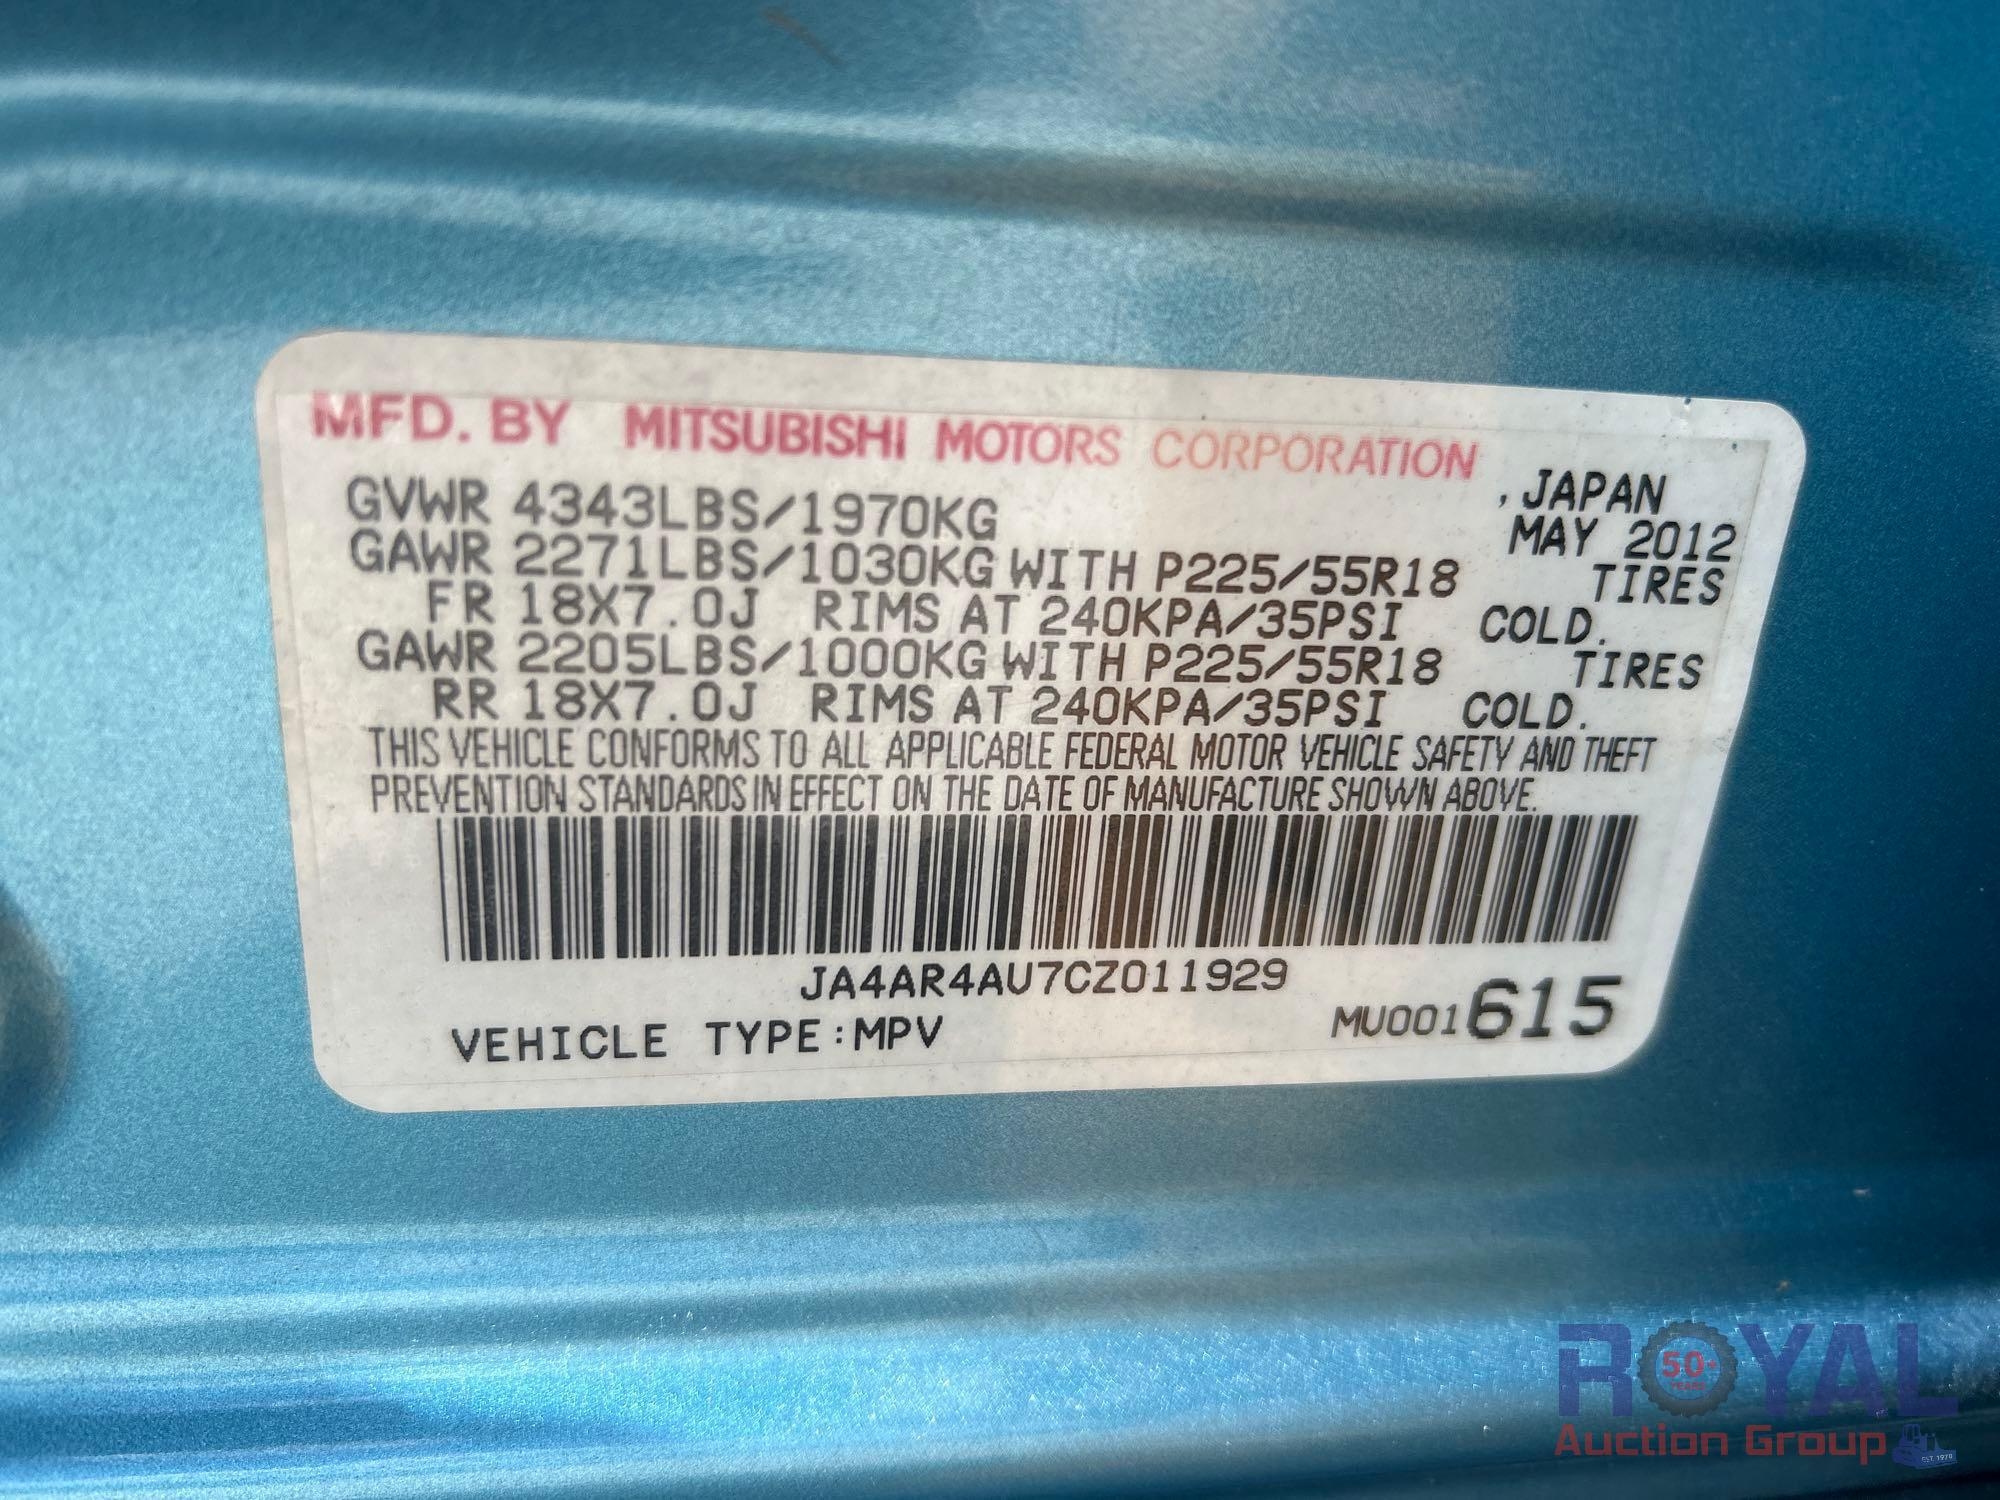 MFD. BY MITSUBISHI MOTORS CORPORATION
, JAPAN
GVWR 4343LBS/1970KG MAY 2012
GAWR 2271LBS/1030KG WITH P225/55R18 TIRES
FR 18X7.0J RIMS AT 240KPA/35PSI COLD.
GAWR 2205LBS/1000KG WITH P225/55R18 TIRES
RR 18X7.0J RIMS AT 240KPA/35PSI COLD.
THIS VEHICLE CONFORMS TO ALL APPLICABLE FEDERAL MOTOR VEHICLE SAFETY AND THEFT
PREVENTION STANDARDS IN EFFECT ON THE DATE OF MANUFACTURE SHOWN ABOVE.
JA4AR4AU7CZ011929
VEHICLE TYPE:MPV MU001615
ROYAL
50+
YEARS
Auction Group
EST. 1970